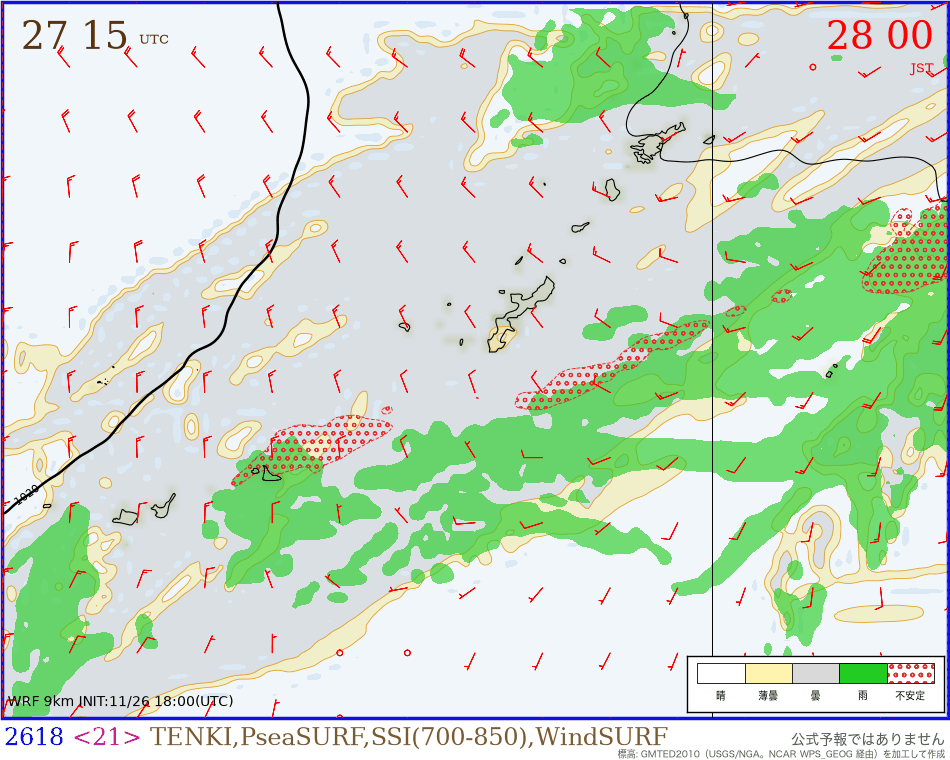 27 15 UTC
28 00
JST
1020
晴 薄曇 曇 雨 不安定
WRF 9km INIT:11/26 18:00(UTC)
2618 <21> TENKI,PseaSURF,SSI(700-850),WindSURF
公式予報ではありません
標高: GMTED2010（USGS/NGA。NCAR WPS_GEOG 経由）を加工して作成